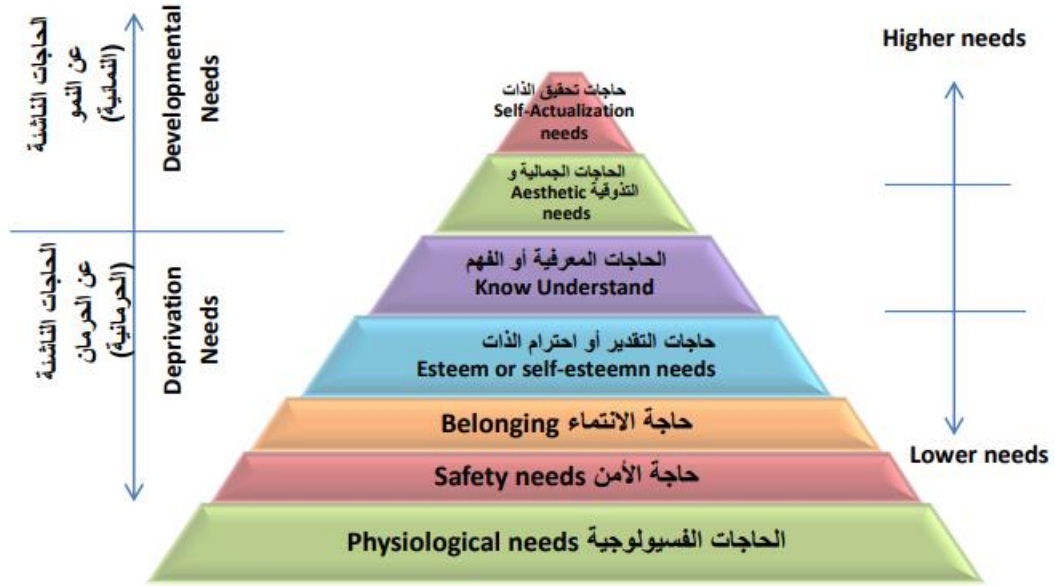 Higher needs
Lower needs
الحاجات الناشئة
عن النمو
(النمائية)
Developmental
Needs
الحاجات الناشئة
عن الحرمان
(الحرمانية)
Deprivation
Needs
حاجات تحقيق الذات
Self-Actualization
needs
الحاجات الجمالية و
التذوقية Aesthetic
needs
الحاجات المعرفية أو الفهم
Know Understand
حاجات التقدير أو احترام الذات
Esteem or self-esteemn needs
حاجة الانتماء Belonging
حاجة الأمن Safety needs
الحاجات الفسيولوجية Physiological needs